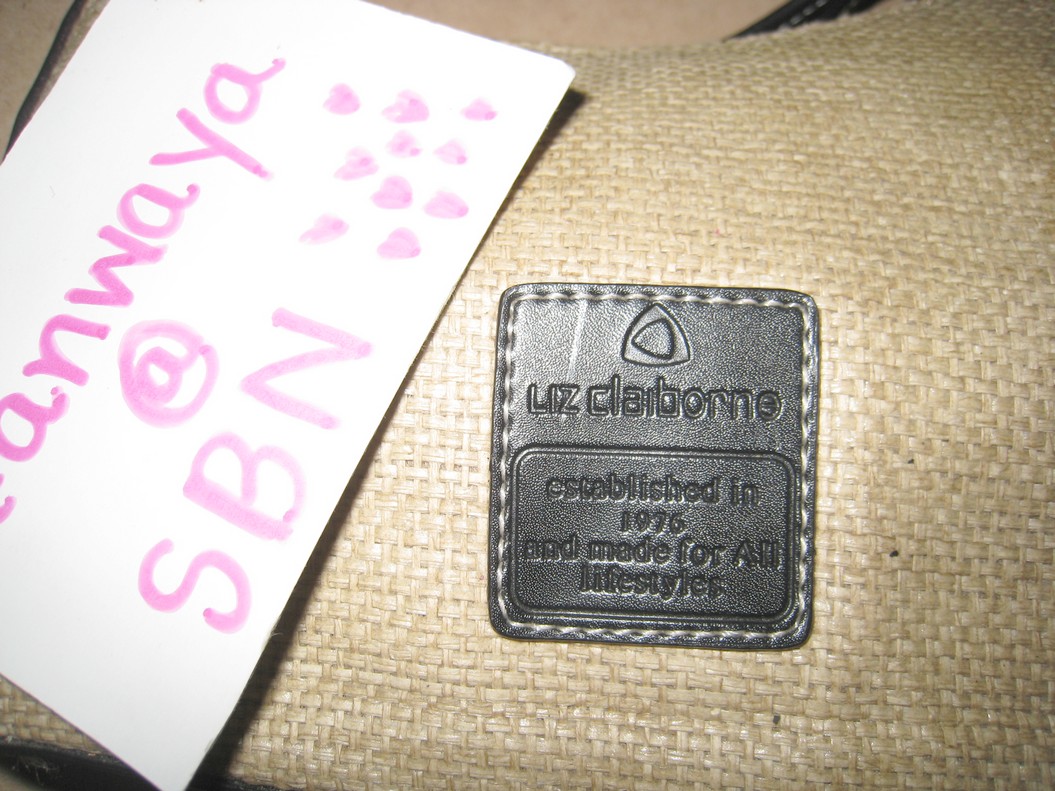 anwaya
@
SBN
LIZ claiborne
established in
1976
and made for All
lifestyles